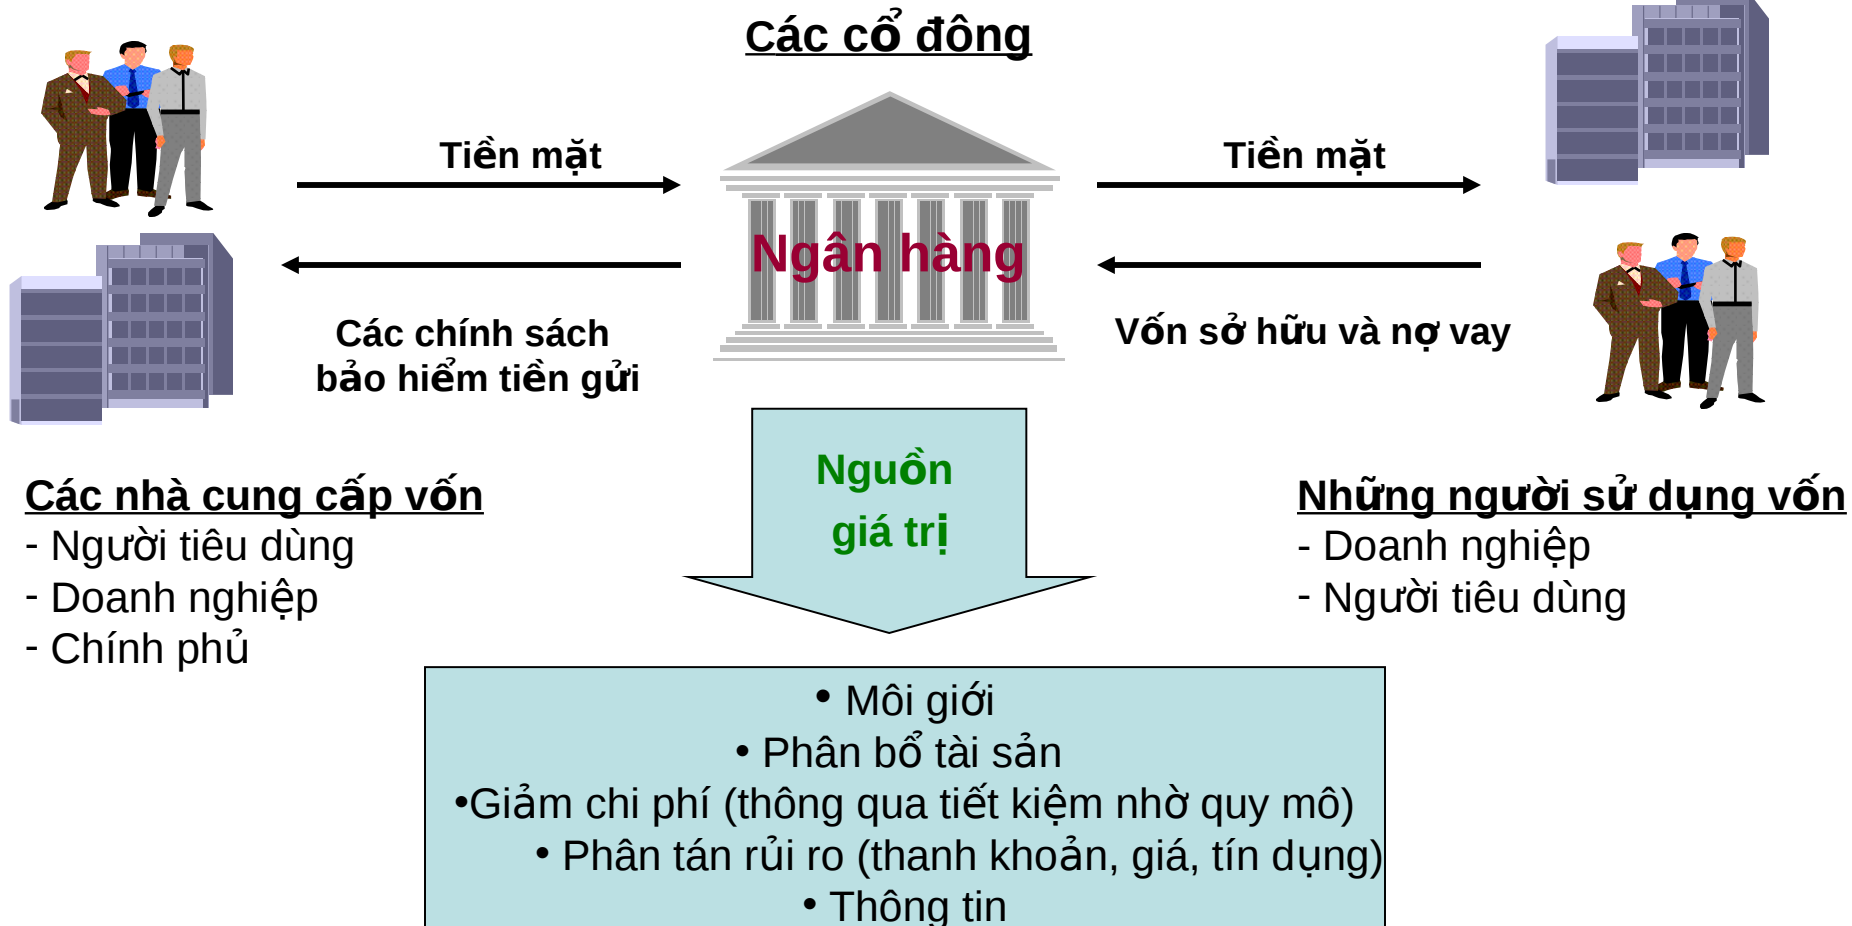 Các cổ đông
Tiền mặt
Tiền mặt
Ngân hàng
Các chính sách
bảo hiểm tiền gửi
Vốn sở hữu và nợ vay
Nguồn
giá trị
Các nhà cung cấp vốn
- Người tiêu dùng
- Doanh nghiệp
- Chính phủ
Những người sử dụng vốn
- Doanh nghiệp
- Người tiêu dùng
• Môi giới
• Phân bổ tài sản
•Giảm chi phí (thông qua tiết kiệm nhờ quy mô)
• Phân tán rủi ro (thanh khoản, giá, tín dụng)
• Thông tin